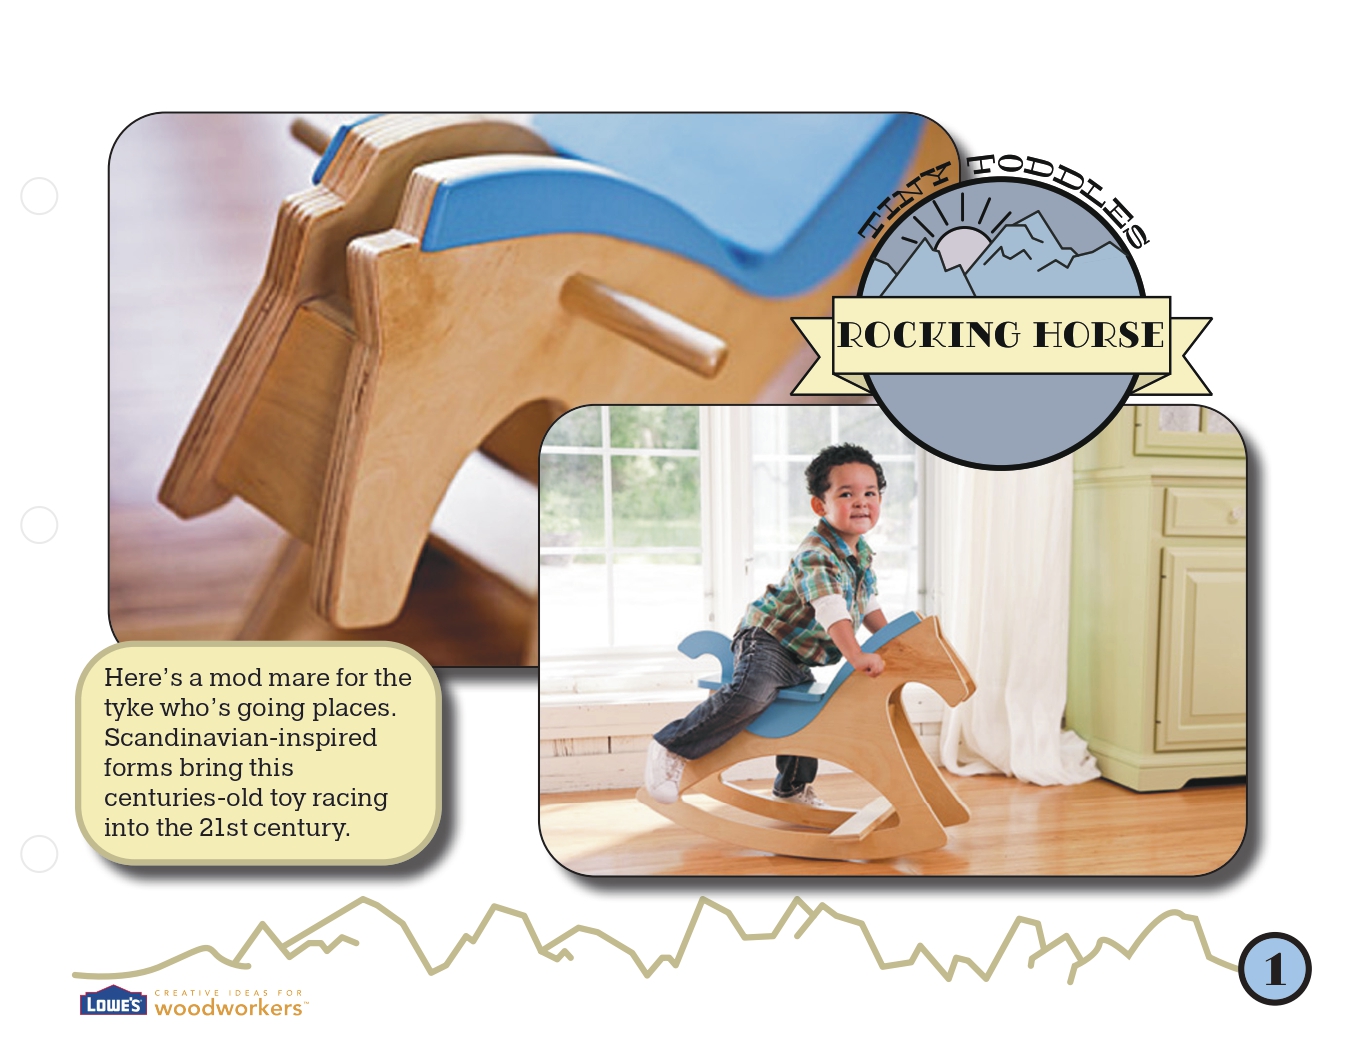 TINY TODDLES
ROCKING HORSE
Here's a mod mare for the
tyke who's going places.
Scandinavian-inspired
forms bring this
centuries-old toy racing
into the 21st century.
LOWE'S
CREATIVE IDEAS FOR
woodworkers™
1